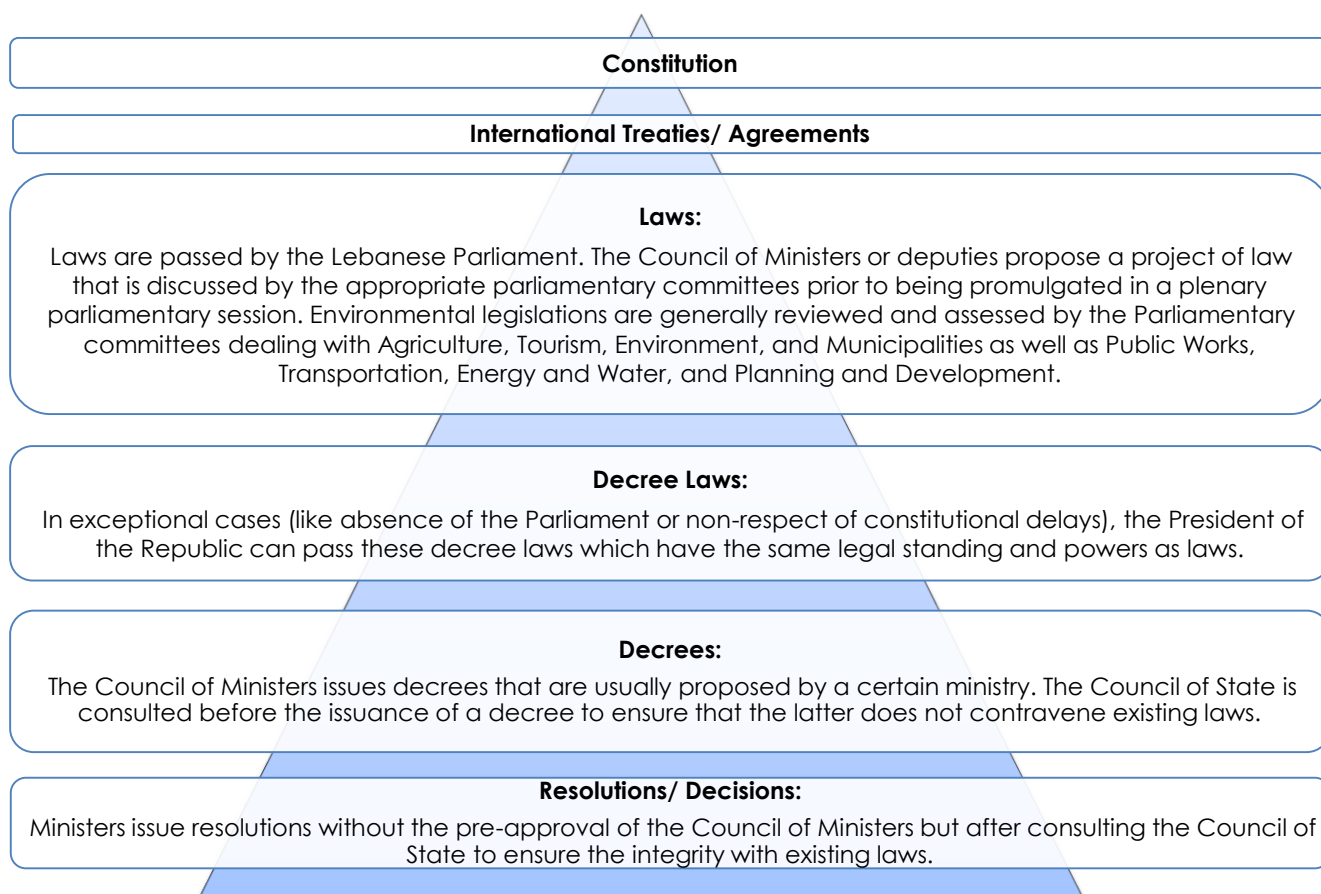 Constitution
International Treaties/ Agreements
Laws:
Laws are passed by the Lebanese Parliament. The Council of Ministers or deputies propose a project of law
that is discussed by the appropriate parliamentary committees prior to being promulgated in a plenary
parliamentary session. Environmental legislations are generally reviewed and assessed by the Parliamentary
committees dealing with Agriculture, Tourism, Environment, and Municipalities as well as Public Works,
Transportation, Energy and Water, and Planning and Development.
Decree Laws:
In exceptional cases (like absence of the Parliament or non-respect of constitutional delays), the President of
the Republic can pass these decree laws which have the same legal standing and powers as laws.
Decrees:
The Council of Ministers issues decrees that are usually proposed by a certain ministry. The Council of State is
consulted before the issuance of a decree to ensure that the latter does not contravene existing laws.
Resolutions/ Decisions:
Ministers issue resolutions without the pre-approval of the Council of Ministers but after consulting the Council of
State to ensure the integrity with existing laws.